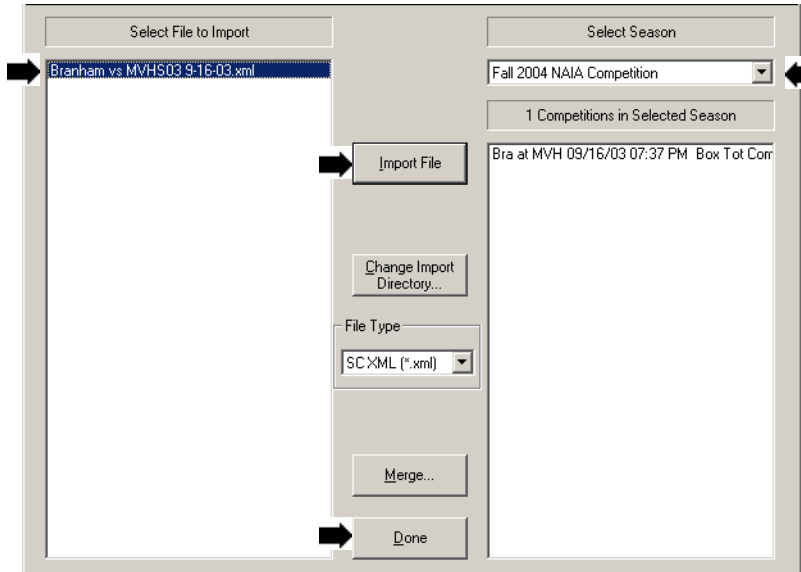 Select File to Import
Branham vs MVHS03 9-16-03.xml
Import File
Change Import
Directory...
File Type
SC XML (*.xml)
Merge...
Done
Select Season
Fall 2004 NAIA Competition
1 Competitions in Selected Season
Bra at MVH 09/16/03 07:37 PM Box Tot Com